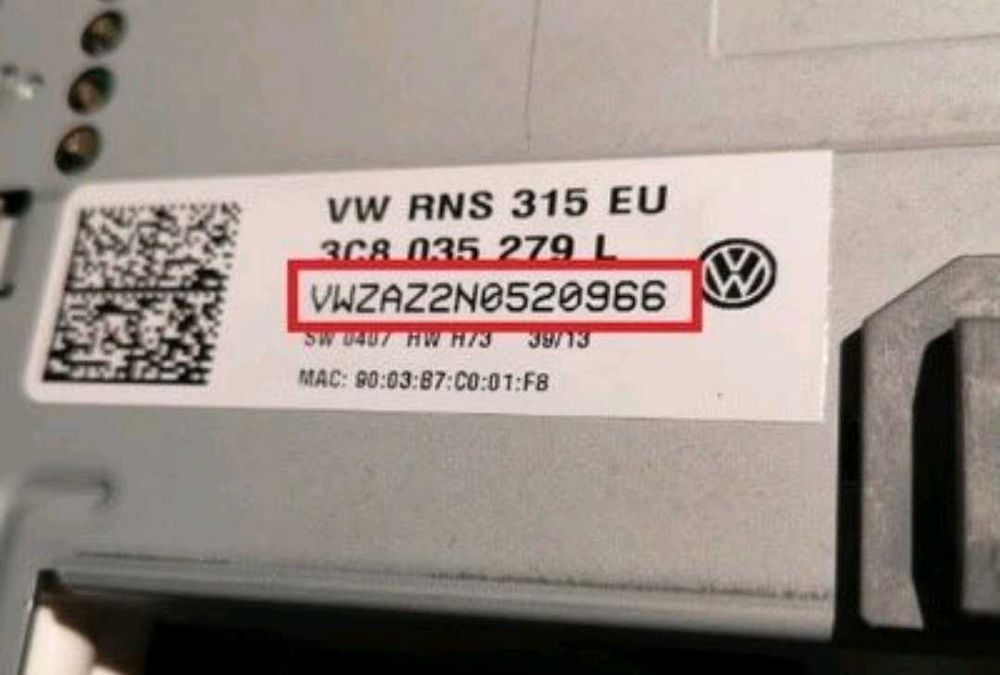 VW RNS 315 EU
3C8 035 279 L
VWZAZ2N0520966
SW 0407 HW H73 39/13
MAC: 90:03:B7:C0:01:F8